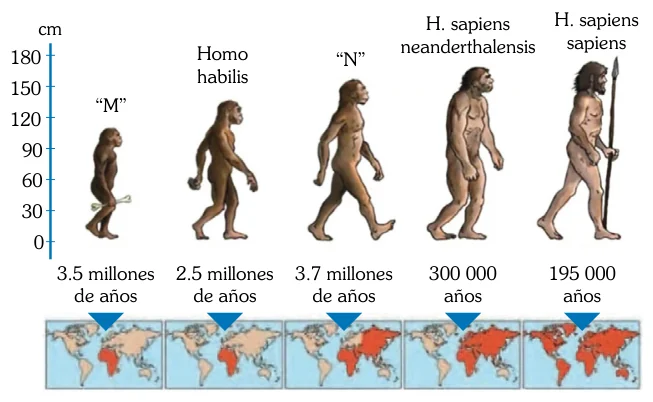 cm
180
150
120
90
60
30
0
“M”
Homo
habilis
“N”
H. sapiens
neanderthalensis
H. sapiens
sapiens
3.5 millones
de años
2.5 millones
de años
3.7 millones
de años
300 000
años
195 000
años